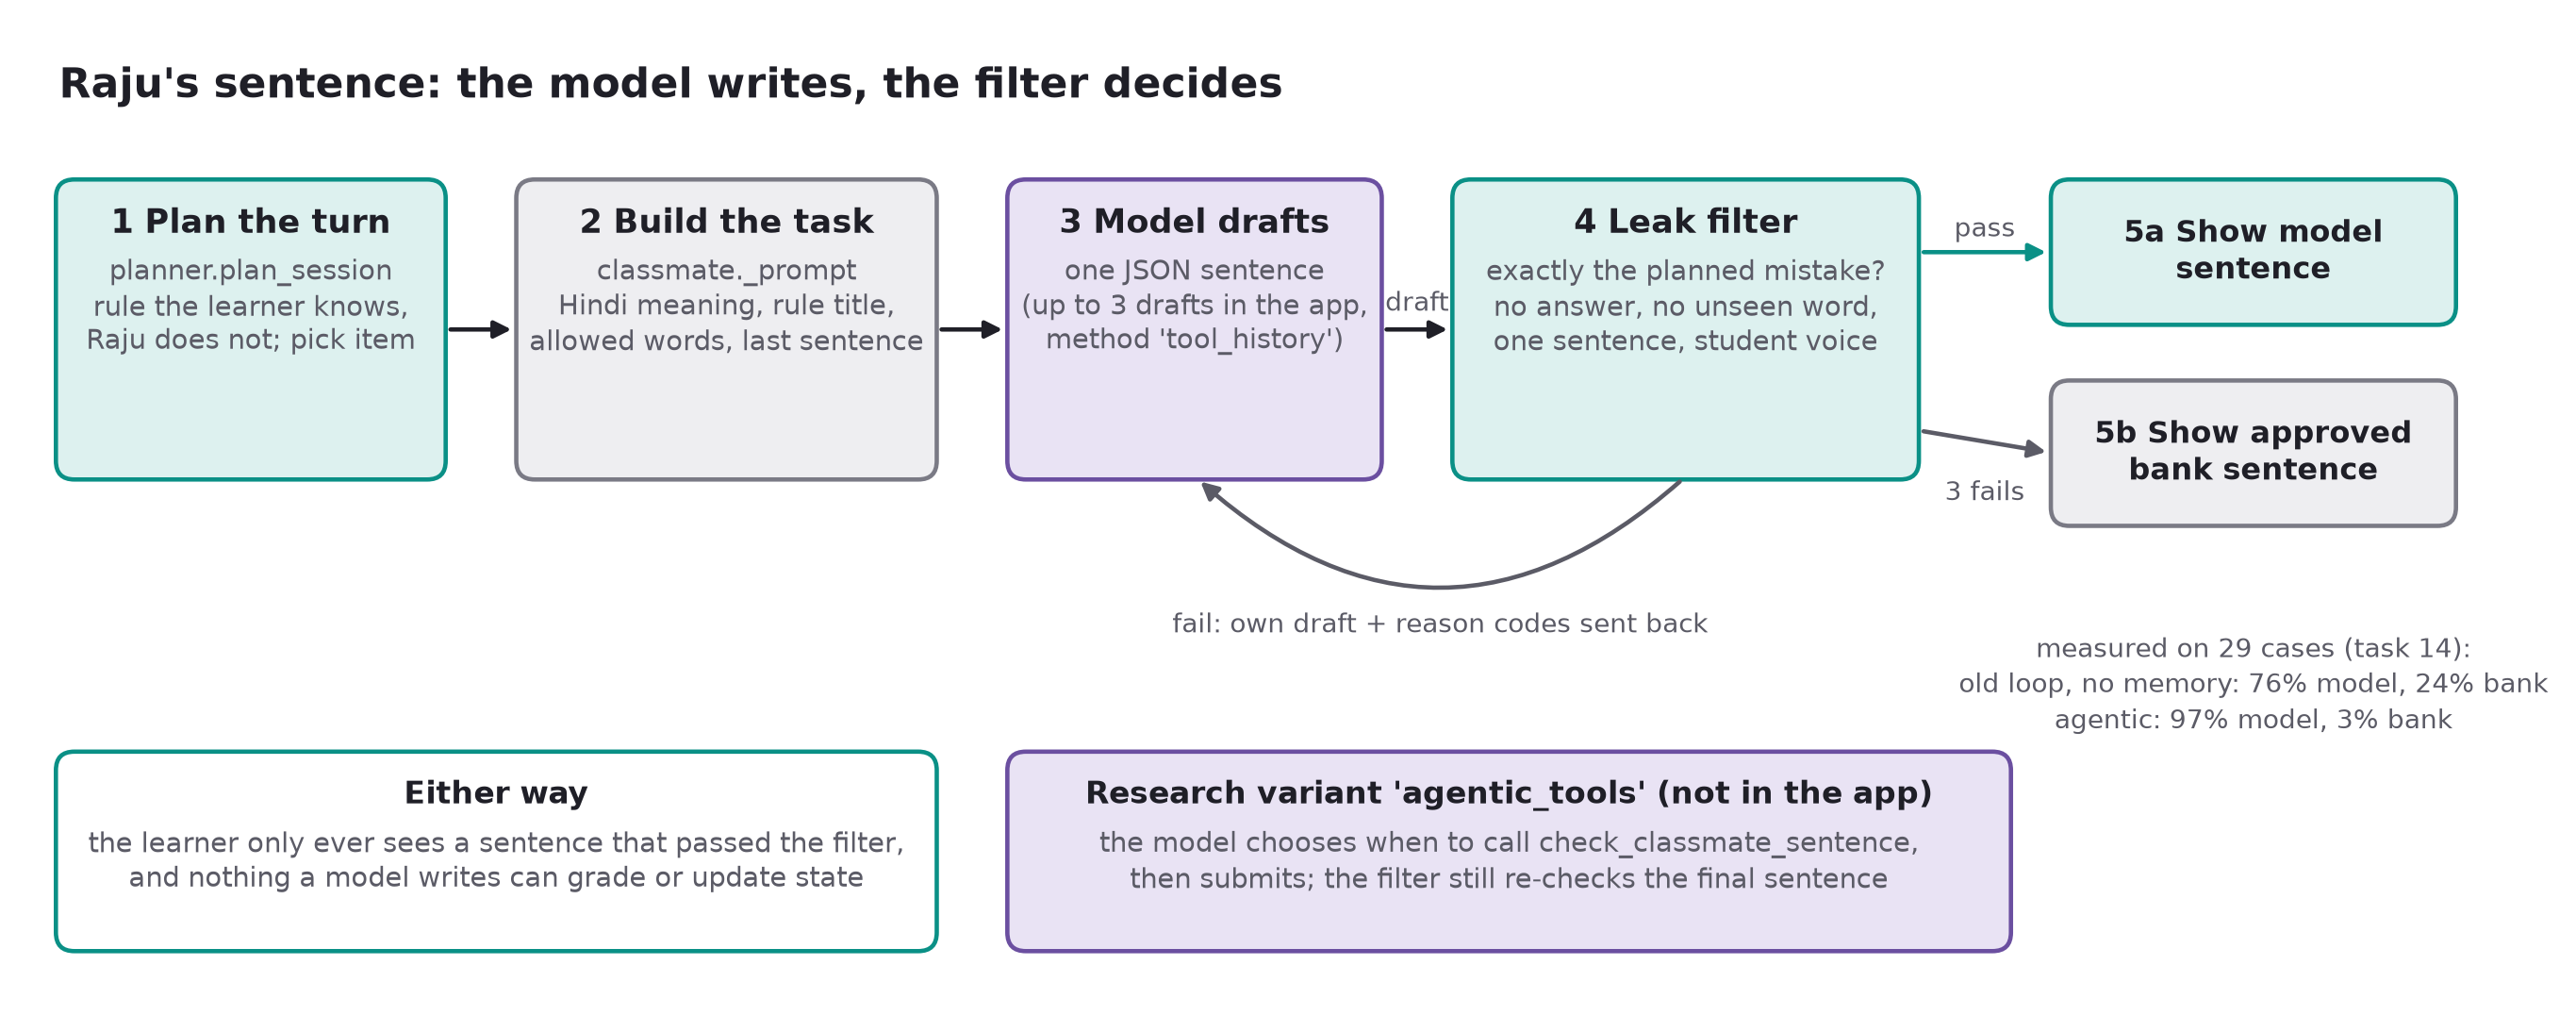 Raju's sentence: the model writes, the filter decides
1 Plan the turn
planner.plan_session
rule the learner knows,
Raju does not; pick item
2 Build the task
classmate._prompt
Hindi meaning, rule title,
allowed words, last sentence
3 Model drafts
one JSON sentence
(up to 3 drafts in the app,
method 'tool_history')
draft
4 Leak filter
exactly the planned mistake?
no answer, no unseen word,
one sentence, student voice
pass
5a Show model
sentence
3 fails
5b Show approved
bank sentence
fail: own draft + reason codes sent back
measured on 29 cases (task 14):
old loop, no memory: 76% model, 24% bank
agentic: 97% model, 3% bank
Either way
the learner only ever sees a sentence that passed the filter,
and nothing a model writes can grade or update state
Research variant 'agentic_tools' (not in the app)
the model chooses when to call check_classmate_sentence,
then submits; the filter still re-checks the final sentence